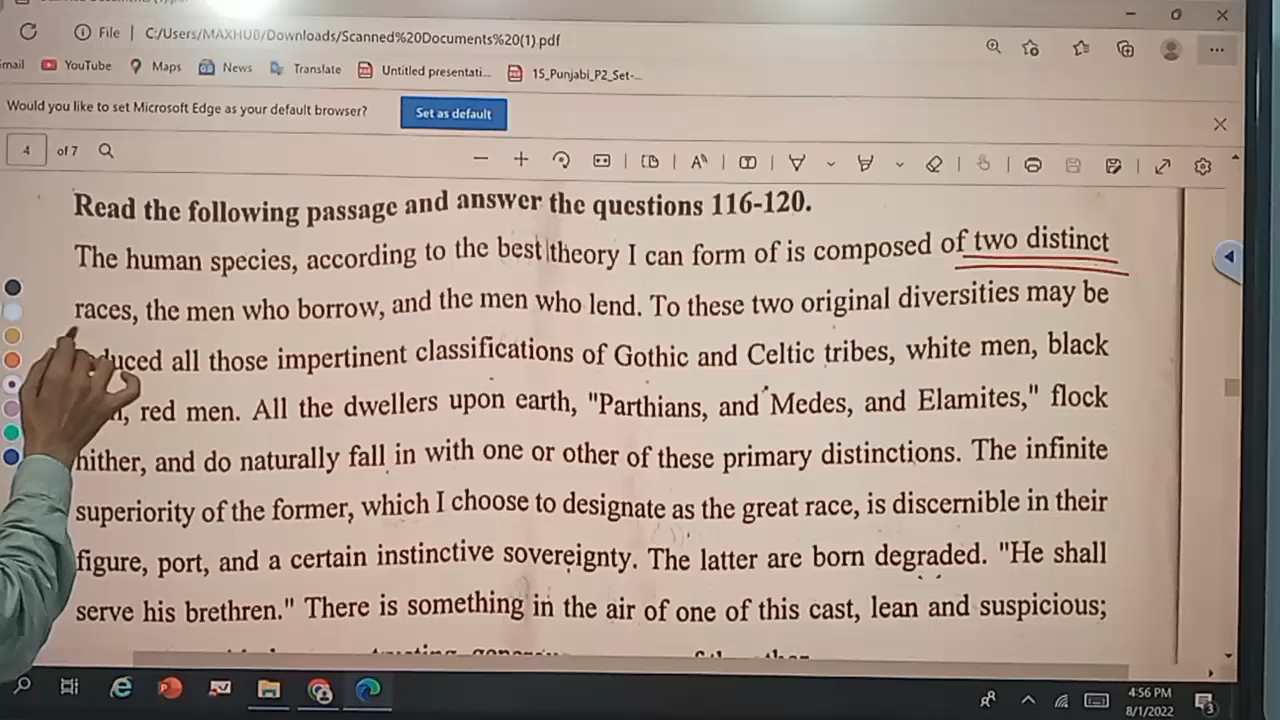 File | C:/Users/MAXHUB/Downloads/Scanned%20Documents%20(1).pdf
YouTube Maps News Translate Untitled presentati... 15_Punjabi_P2_Set-...
Would you like to set Microsoft Edge as your default browser? Set as default
4 of 7
Read the following passage and answer the questions 116-120.
The human species, according to the best theory I can form of is composed of two distinct
races, the men who borrow, and the men who lend. To these two original diversities may be
all those impertinent classifications of Gothic and Celtic tribes, white men, black
red men. All the dwellers upon earth, "Parthians, and Medes, and Elamites," flock
hither, and do naturally fall in with one or other of these primary distinctions. The infinite
superiority of the former, which I choose to designate as the great race, is discernible in their
figure, port, and a certain instinctive sovereignty. The latter are born degraded. "He shall
serve his brethren." There is something in the air of one of this cast, lean and suspicious;
4:56 PM
8/1/2022
3